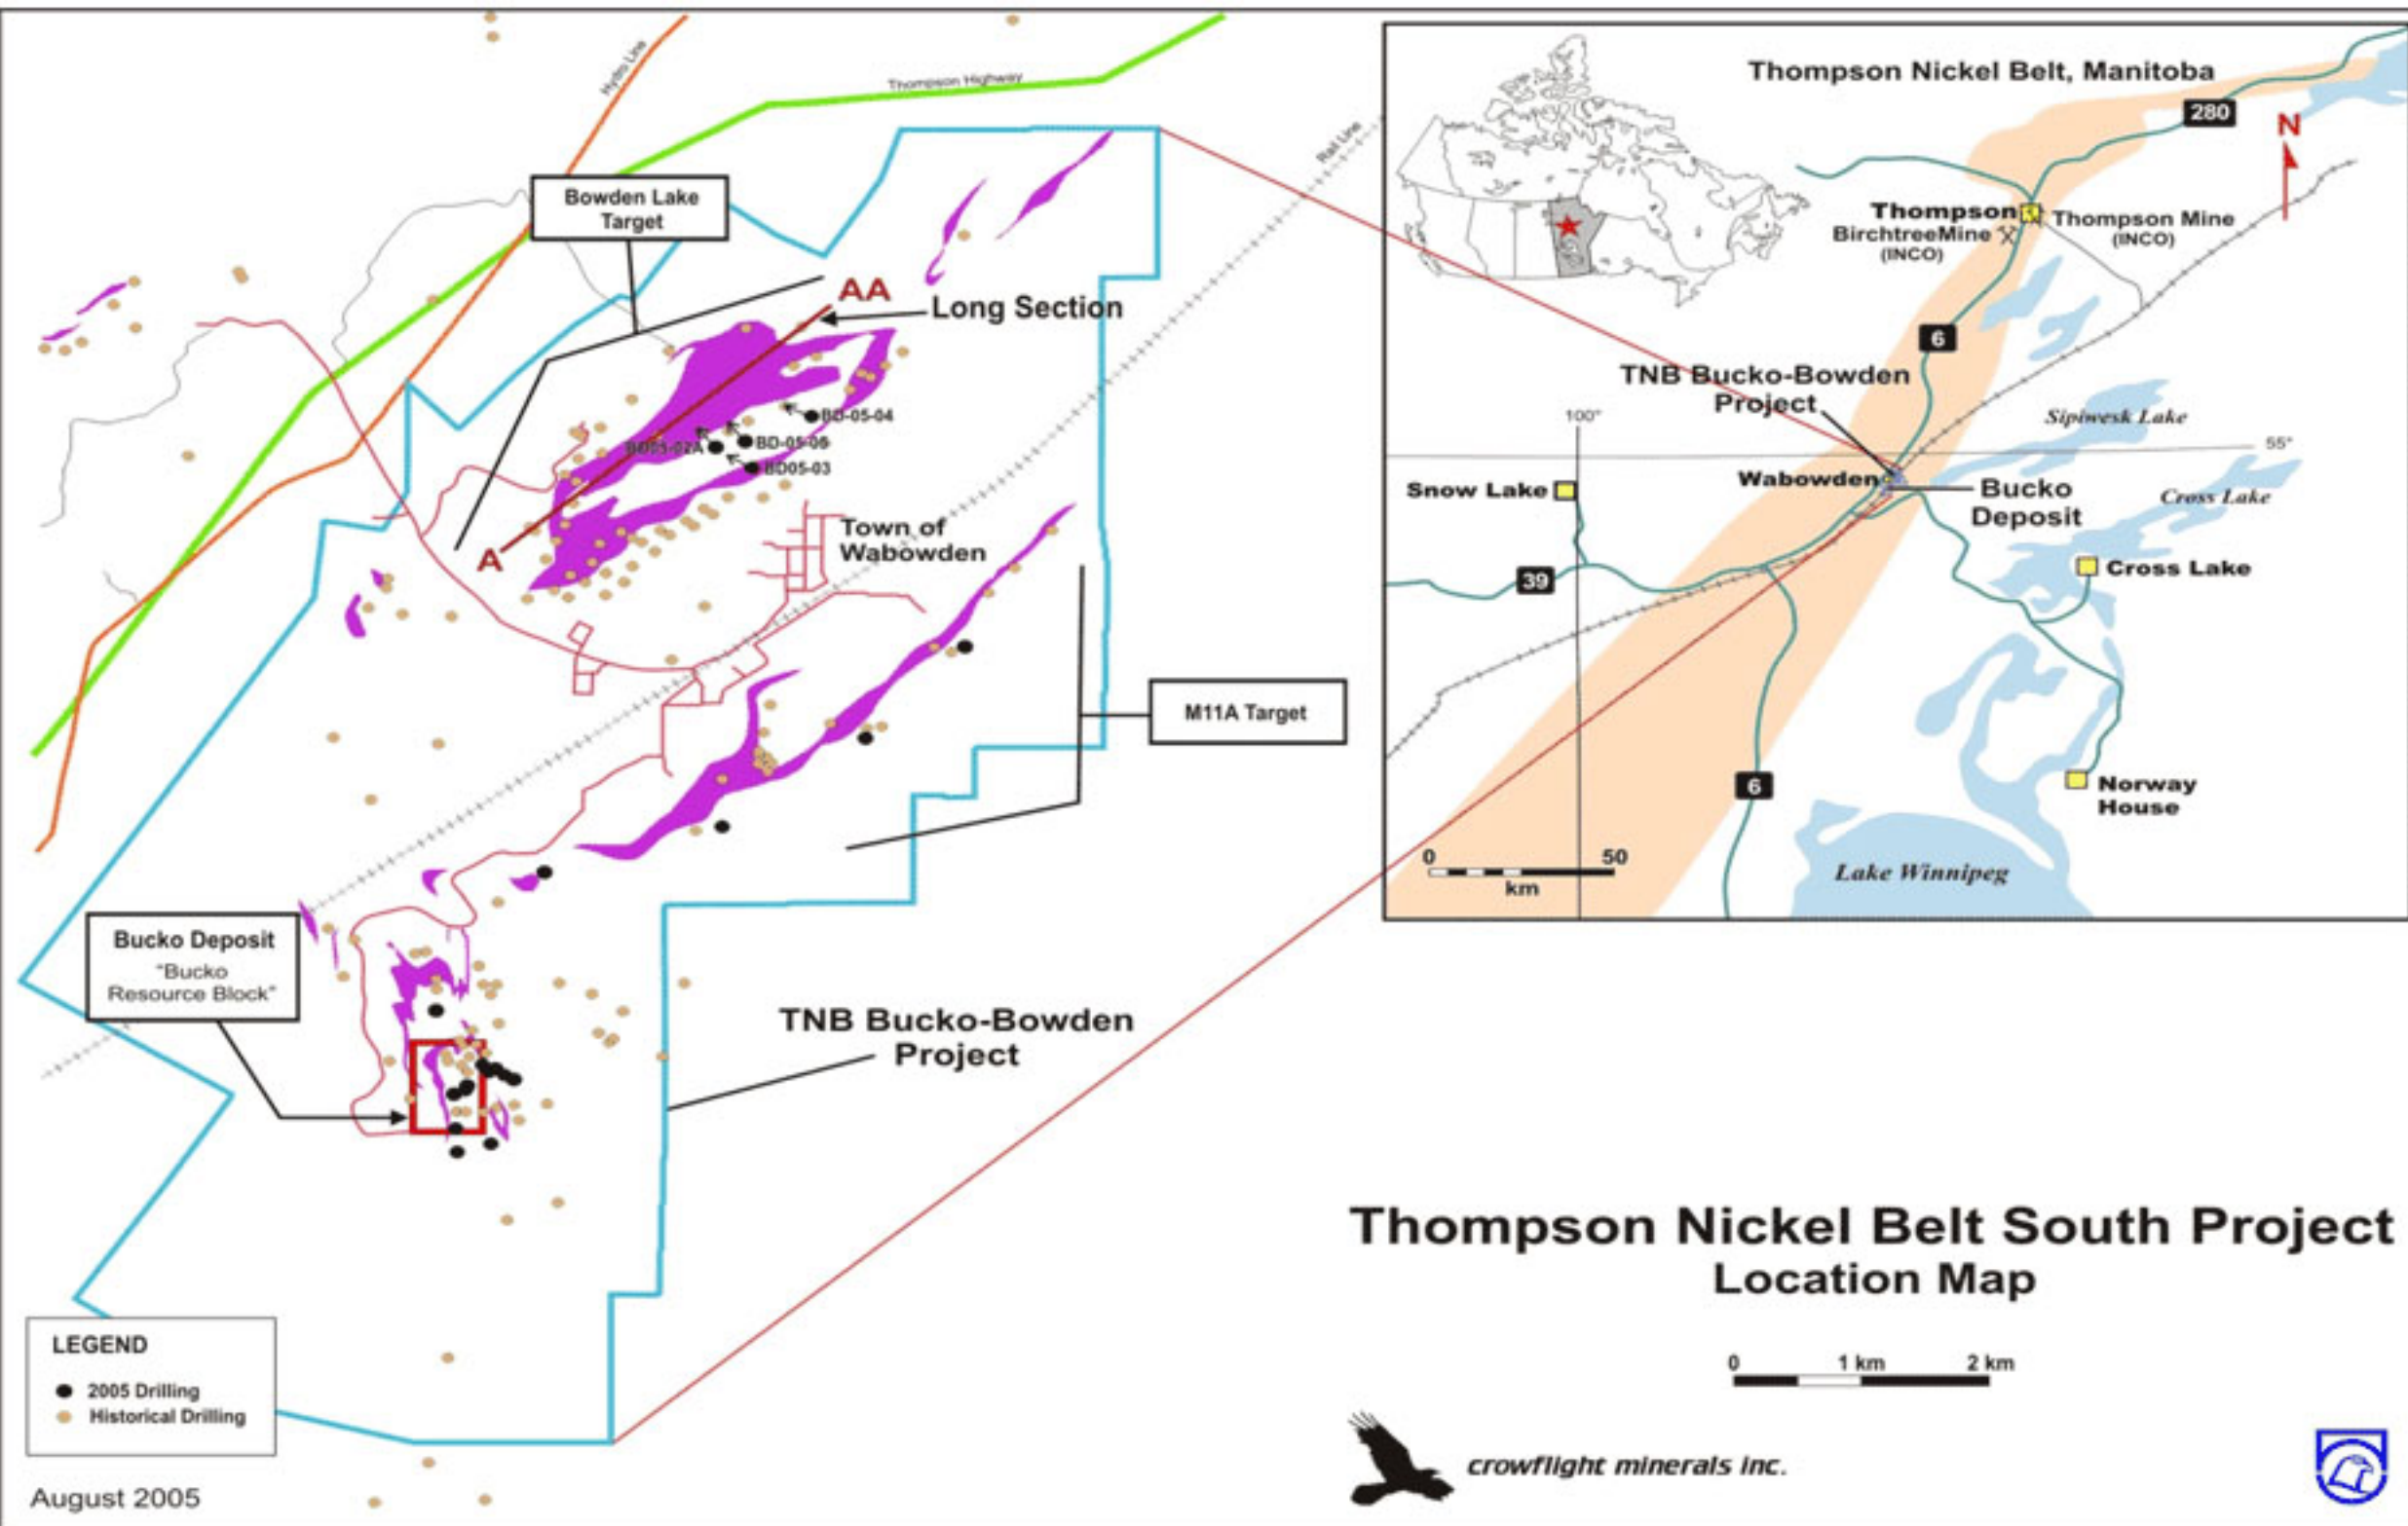 Hydro Line
Thompson Highway
Rail Line
Bowden Lake
Target
AA
Long Section
BD-05-04
BD05-02A
BD-05-05
BD05-03
A
Town of
Wabowden
M11A Target
Bucko Deposit
"Bucko
Resource Block"
TNB Bucko-Bowden
Project
LEGEND
2005 Drilling
Historical Drilling
August 2005
Thompson Nickel Belt, Manitoba
280
N
Thompson
Thompson Mine
(INCO)
BirchtreeMine
(INCO)
6
TNB Bucko-Bowden
Project
100°
Sipiwesk Lake
55°
Snow Lake
Wabowden
Bucko
Deposit
Cross Lake
39
Cross Lake
6
Norway
House
0 50
km
Lake Winnipeg
Thompson Nickel Belt South Project
Location Map
0 1 km 2 km
crowflight minerals inc.